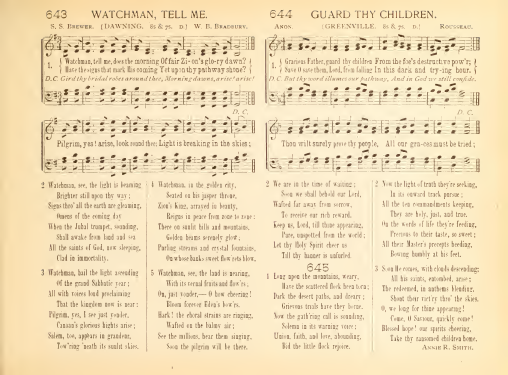 643 WATCHMAN, TELL ME.
S. S. BREWER. [DAWNING. 8s & 7s. D.] W. B. BRADBURY.
1. { Watchman, tell me, does the morning Of fair Zion's glory dawn? }
{ Have the signs that mark His coming Yet upon thy pathway shone? }
D.C. Gird thy bridal robes around thee, Morning dawns, arise! arise!
D. C.
Pilgrim, yes! arise, look round thee; Light is breaking in the skies;
2 Watchman, see, the light is beaming
Brighter still upon thy way;
Signs thro' all the earth are gleaming,
Omens of the coming day
When the Jubal trumpet, sounding,
Shall awake from land and sea
All the saints of God, now sleeping,
Clad in immortality.
3 Watchman, hail the light ascending
Of the grand Sabbatic year;
All with voices loud proclaiming
That the kingdom now is near:
Pilgrim, yes, I see just yonder,
Canaan's glorious hights arise;
Salem, too, appears in grandeur,
Tow'ring 'neath its sunlit skies.
4 Watchman, in the golden city,
Seated on his jasper throne,
Zion's King, arrayed in beauty,
Reigns in peace from zone to zone;
There on sunlit hills and mountains,
Golden beams serenely glow;
Purling streams and crystal fountains,
On whose banks sweet flow'rets blow.
5 Watchman, see, the land is nearing,
With its vernal fruits and flow'rs;
On, just yonder,— O how cheering!
Bloom forever Eden's bow'rs.
Hark! the choral strains are ringing,
Wafted on the balmy air;
See the millions, hear them singing,
Soon the pilgrim will be there.
644 GUARD THY CHILDREN.
ANON. [GREENVILLE. 8s & 7s. D.] ROUSSEAU.
1. { Gracious Father, guard thy children From the foe's destructive pow'r; }
{ Save, O save them, Lord, from falling In this dark and trying hour. }
D. C. But thy word illumes our pathway, And in God we still confide.
D.C.
Thou wilt surely prove thy people, All our graces must be tried;
2 We are in the time of waiting;
Soon we shall behold our Lord,
Wafted far away from sorrow,
To receive our rich reward.
Keep us, Lord, till thine appearing,
Pure, unspotted from the world;
Let thy Holy Spirit cheer us
Till thy banner is unfurled.
3 Now the light of truth they're seeking,
In its onward track pursue;
All the ten commandments keeping,
They are holy, just, and true.
On the words of life they're feeding,
Precious to their taste, so sweet;
All their Master's precepts heeding,
Bowing humbly at his feet.
645
1 Long upon the mountains, weary,
Have the scattered flock been torn;
Dark the desert paths, and dreary;
Grievous trials have they borne.
Now the gath'ring call is sounding,
Solemn in its warning voice;
Union, faith, and love, abounding,
Bid the little flock rejoice.
3 Soon He comes, with clouds descending;
All his saints, entombed, arise;
The redeemed, in anthems blending,
Shout their vict'ry thro' the skies.
O, we long for thine appearing!
Come, O Saviour, quickly come!
Blessed hope! our spirits cheering,
Take thy ransomed children home.
ANNIE R. SMITH.